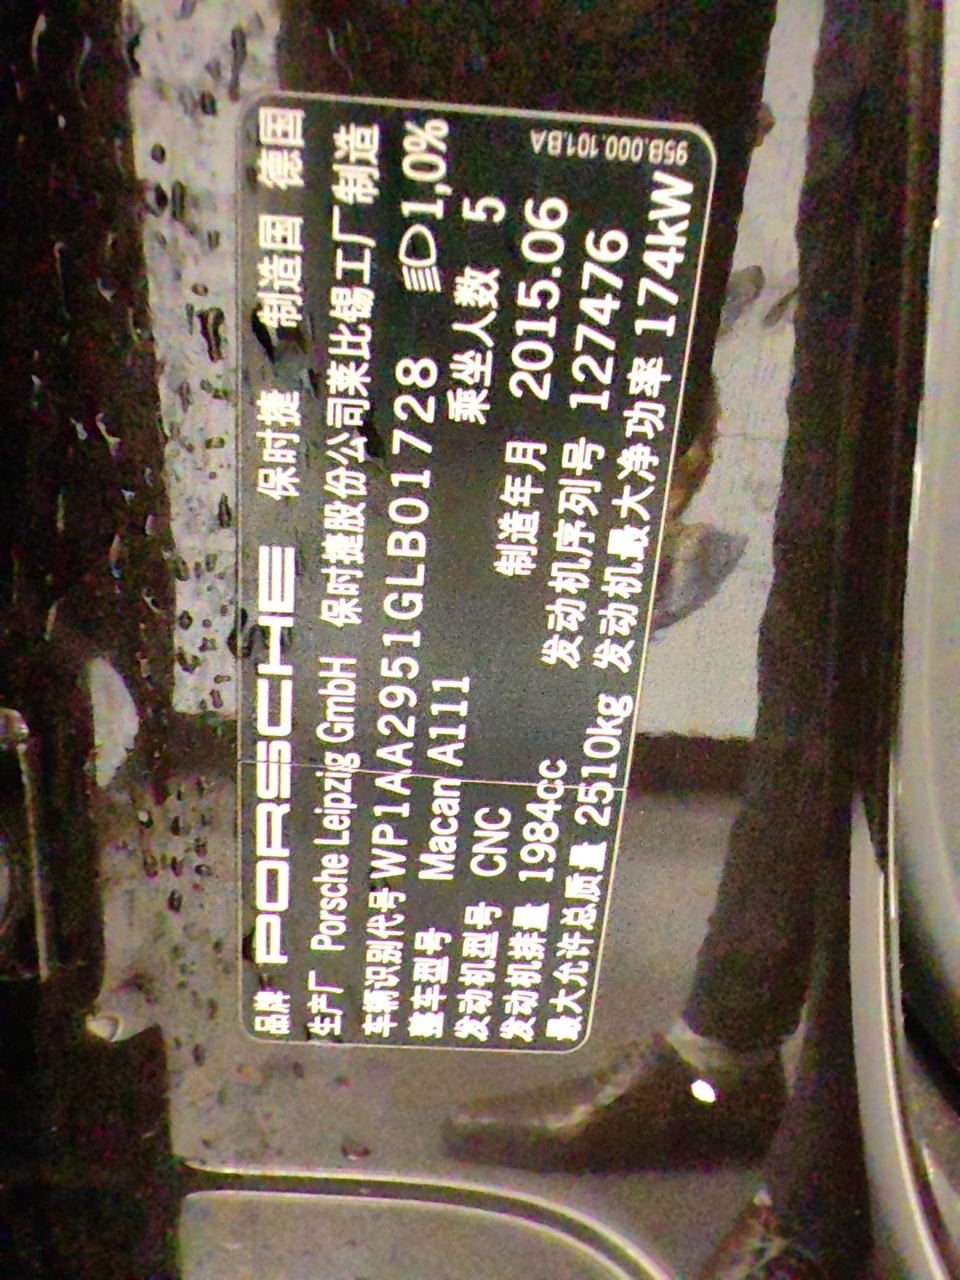 品牌 PORSCHE 保时捷 制造国 德国
生产厂 Porsche Leipzig GmbH 保时捷股份公司莱比锡工厂制造
车辆识别代号 WP1AA2951GLB01728 1,0%
整车型号 Macan A111 乘坐人数 5
发动机型号 CNC 制造年月 2015.06
发动机排量 1984cc 发动机序列号 127476
最大允许总质量 2510kg 发动机最大净功率 174kW
95B.000.101.BA